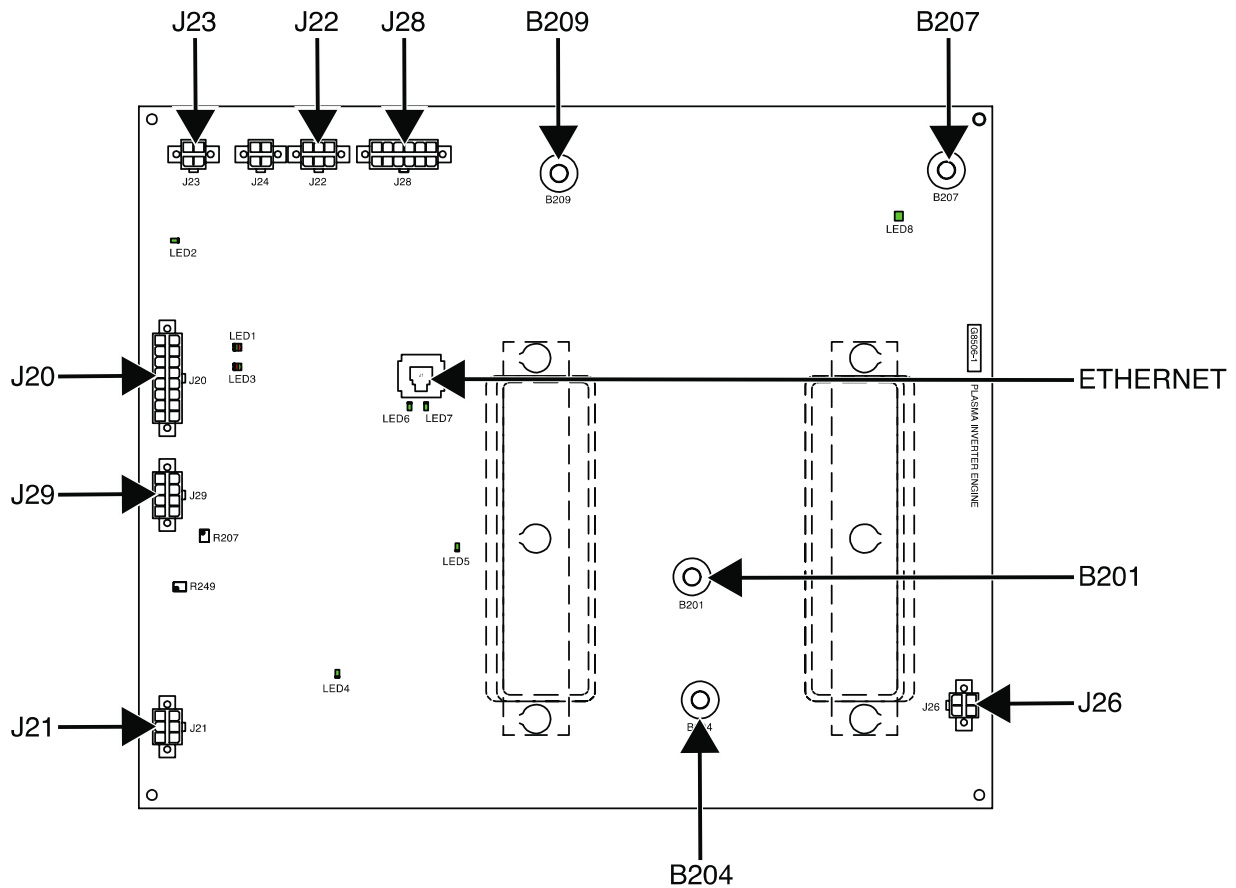 J23
J22
J28
B209
B207
J23
J24
J22
J28
B209
B207
LED8
LED2
LED1
LED3
J20
J20
J1
ETHERNET
LED6
LED7
G8506-1
PLASMA INVERTER ENGINE
J29
J29
R207
LED5
R249
B201
B201
LED4
J26
J26
J21
J21
B204